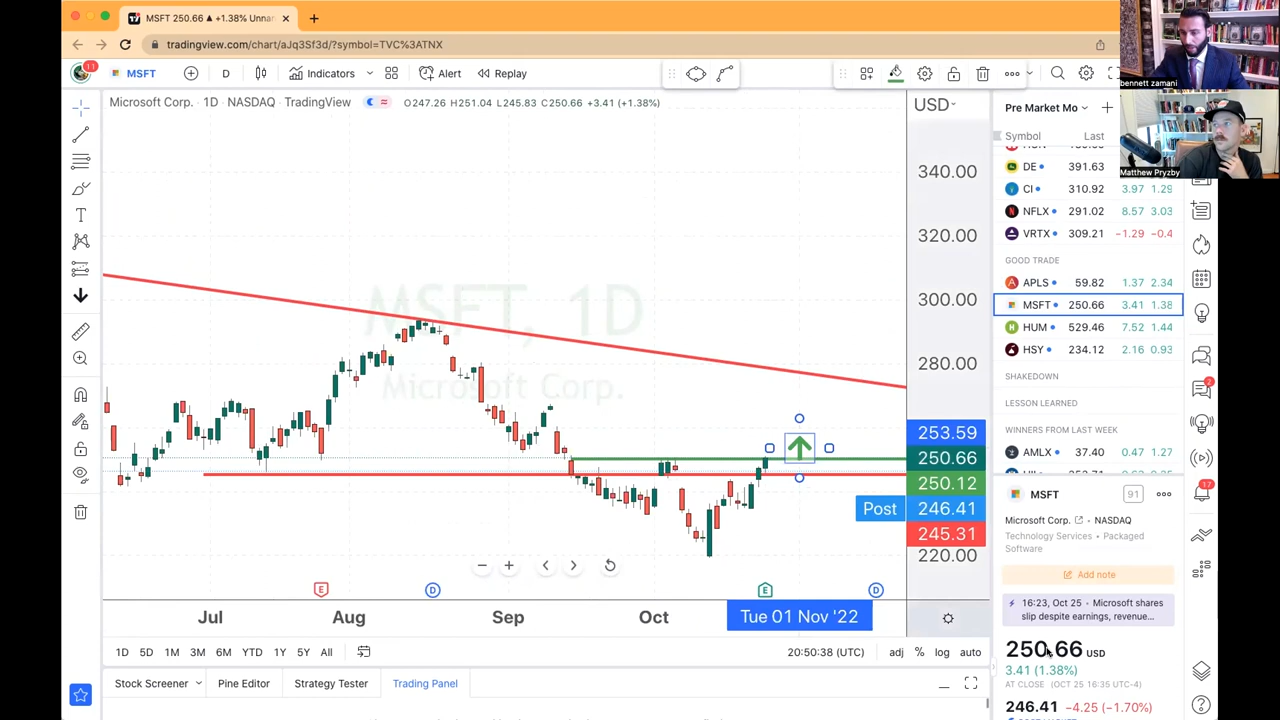 MSFT 250.66 ▲ +1.38% Unnar
tradingview.com/chart/aJq3Sf3d/?symbol=TVC%3ATNX
bennett zamani
Matthew Pryzby
11
MSFT
D
Indicators
Alert
Replay
Microsoft Corp. · 1D · NASDAQ · TradingView
O247.26 H251.04 L245.83 C250.66 +3.41 (+1.38%)
USD
MSFT, 1D
Microsoft Corp.
340.00
320.00
300.00
280.00
253.59
250.66
250.12
Post 246.41
245.31
220.00
E
D
E
D
Jul
Aug
Sep
Oct
Tue 01 Nov '22
1D
5D
1M
3M
6M
YTD
1Y
5Y
All
20:50:38 (UTC)
adj
%
log
auto
Stock Screener
Pine Editor
Strategy Tester
Trading Panel
Pre Market Mo
Symbol
Last
DE 391.63
CI 310.92 3.97 1.29
NFLX 291.02 8.57 3.03
VRTX 309.21 −1.29 −0.4
GOOD TRADE
APLS 59.82 1.37 2.34
MSFT 250.66 3.41 1.38
HUM 529.46 7.52 1.44
HSY 234.12 2.16 0.93
SHAKEDOWN
LESSON LEARNED
WINNERS FROM LAST WEEK
AMLX 37.40 0.47 1.27
MSFT
91
Microsoft Corp. NASDAQ
Technology Services • Packaged
Software
Add note
16:23, Oct 25 • Microsoft shares
slip despite earnings, revenue...
250.66 USD
3.41 (1.38%)
AT CLOSE (OCT 25 16:35 UTC-4)
246.41 −4.25 (−1.70%)
2
17